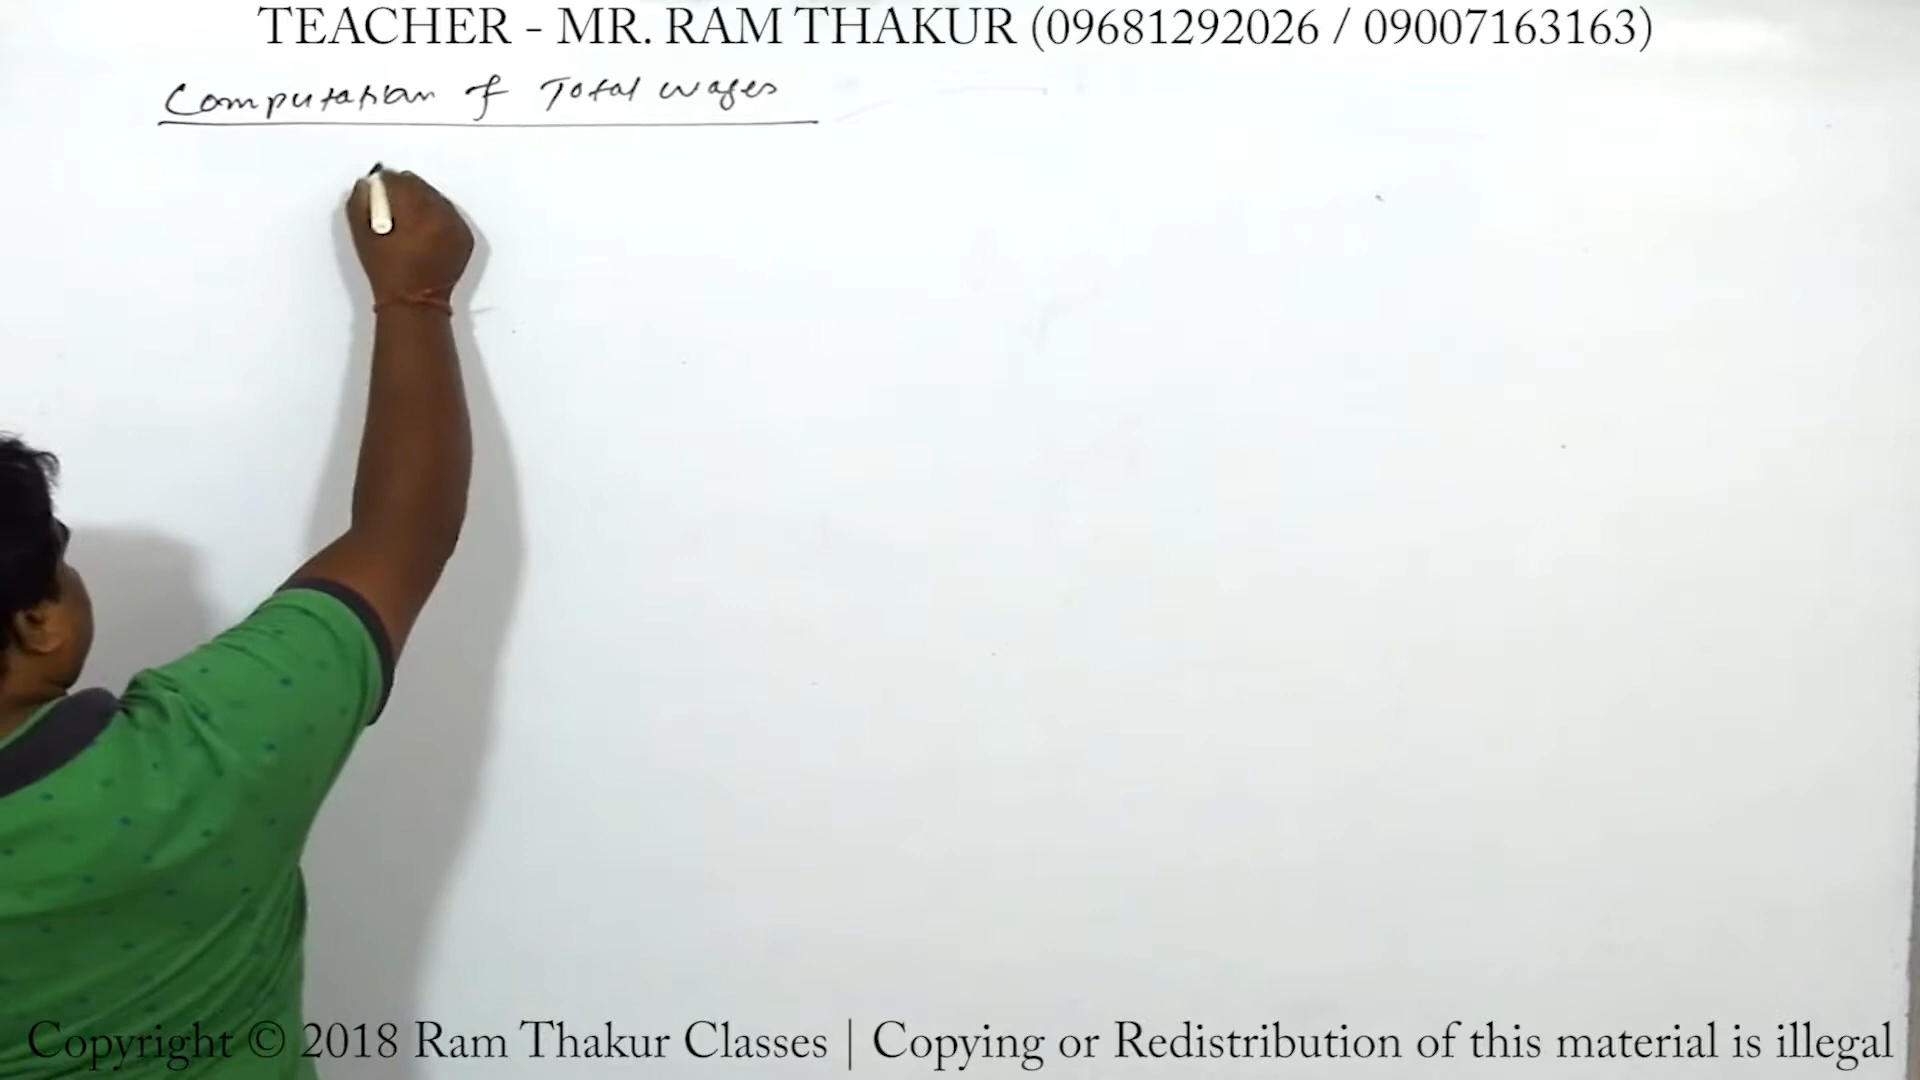 TEACHER - MR. RAM THAKUR (09681292026 / 09007163163)
Computation of Total wages
Copyright © 2018 Ram Thakur Classes | Copying or Redistribution of this material is illegal